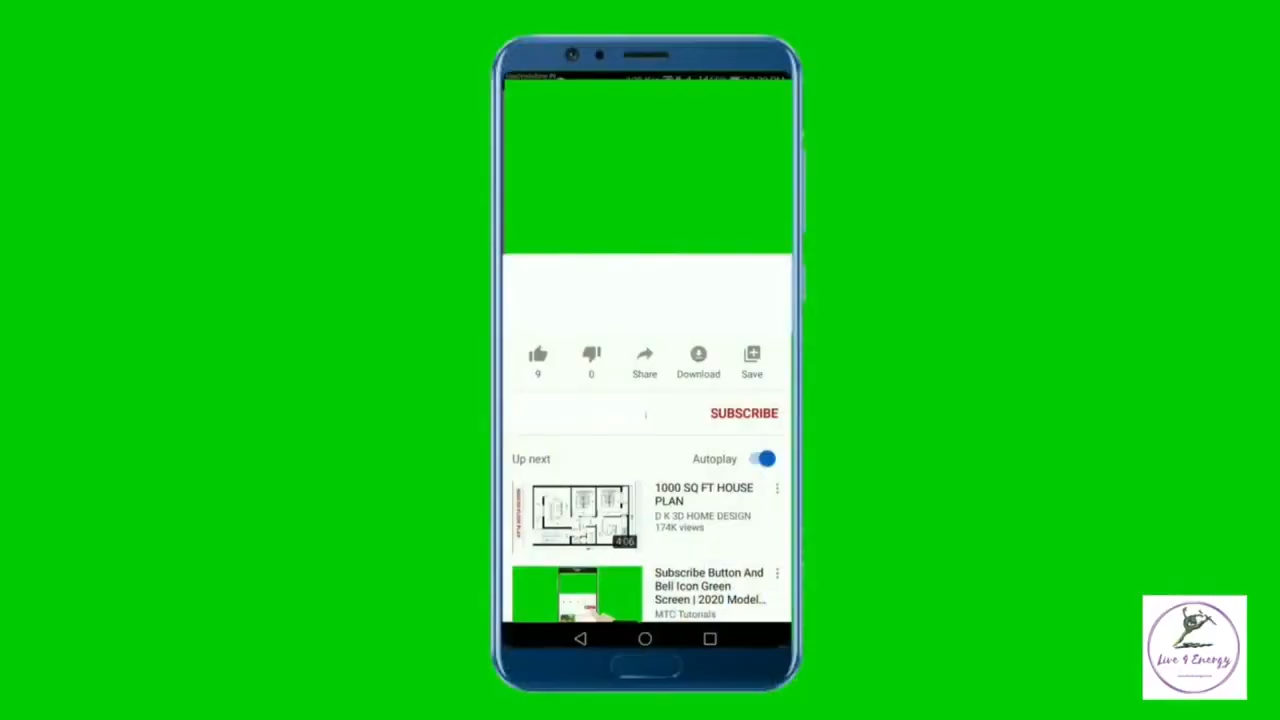 9
0
Share
Download
Save
SUBSCRIBE
Up next
Autoplay
1000 SQ FT HOUSE
PLAN
D K 3D HOME DESIGN
174K views
4:06
Subscribe Button And
Bell Icon Green
Screen | 2020 Model...
MTC Tutorials
Live 4 Energy